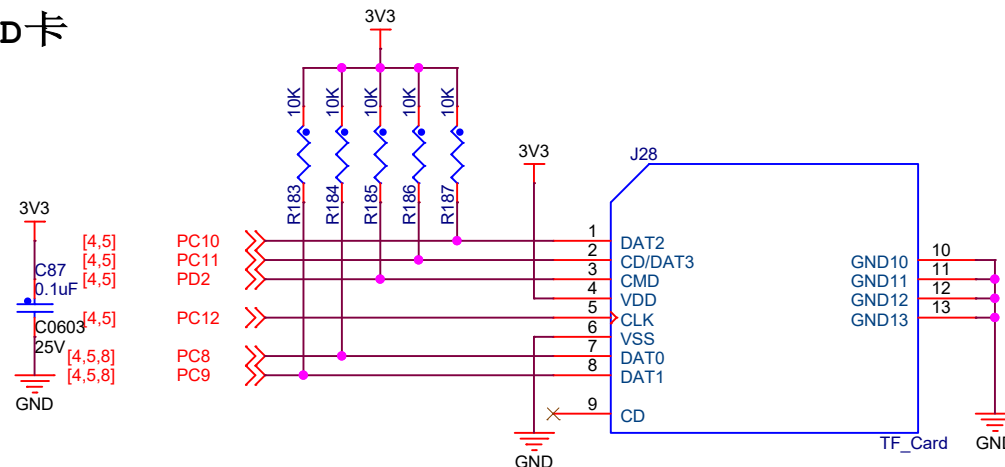 D卡
3V3
10K
10K
10K
10K
10K
R183
R184
R185
R186
R187
3V3
J28
3V3
C87
0.1uF
C0603
25V
GND
[4,5] PC10
[4,5] PC11
[4,5] PD2
[4,5] PC12
[4,5,8] PC8
[4,5,8] PC9
1 DAT2
2 CD/DAT3
3 CMD
4 VDD
5 CLK
6 VSS
7 DAT0
8 DAT1
9 CD
GND10 10
GND11 11
GND12 12
GND13 13
TF_Card
GND
GND